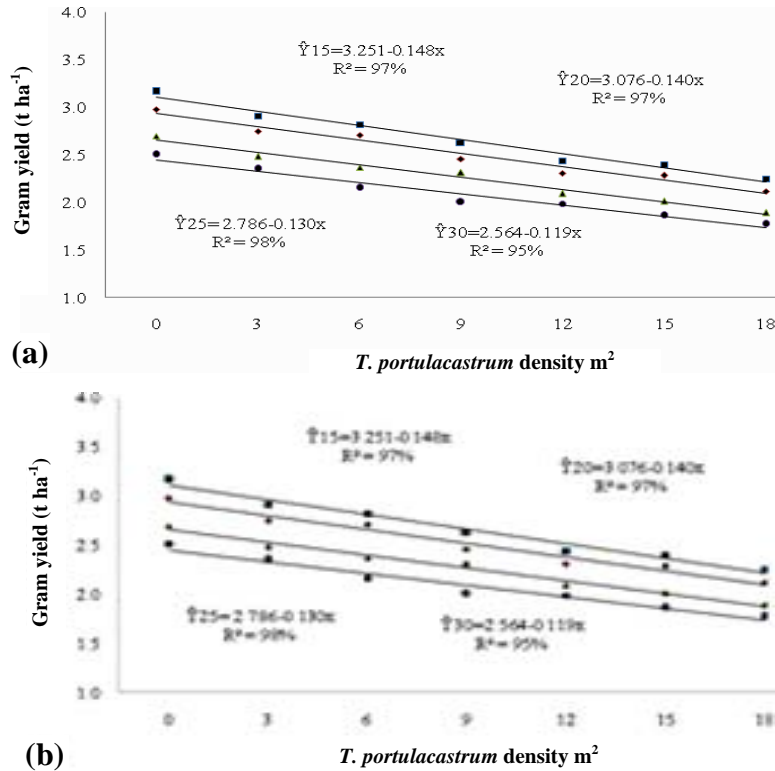 (a)
Gram yield (t ha-1)
4.0
3.5
3.0
2.5
2.0
1.5
1.0
Ŷ15=3.251-0.148x
R²= 97%
Ŷ20=3.076-0.140x
R²= 97%
Ŷ25=2.786-0.130x
R²= 98%
Ŷ30=2.564-0.119x
R²= 95%
0 3 6 9 12 15 18
T. portulacastrum density m2
(b)
Gram yield (t ha-1)
4.0
3.5
3.0
2.5
2.0
1.5
1.0
Ŷ15=3 251-0 148x
R²= 97%
Ŷ20=3 076-0 140x
R²= 97%
Ŷ25=2 786-0 130x
R²= 98%
Ŷ30=2 564-0 119x
R²= 95%
0 3 6 9 12 15 18
T. portulacastrum density m2